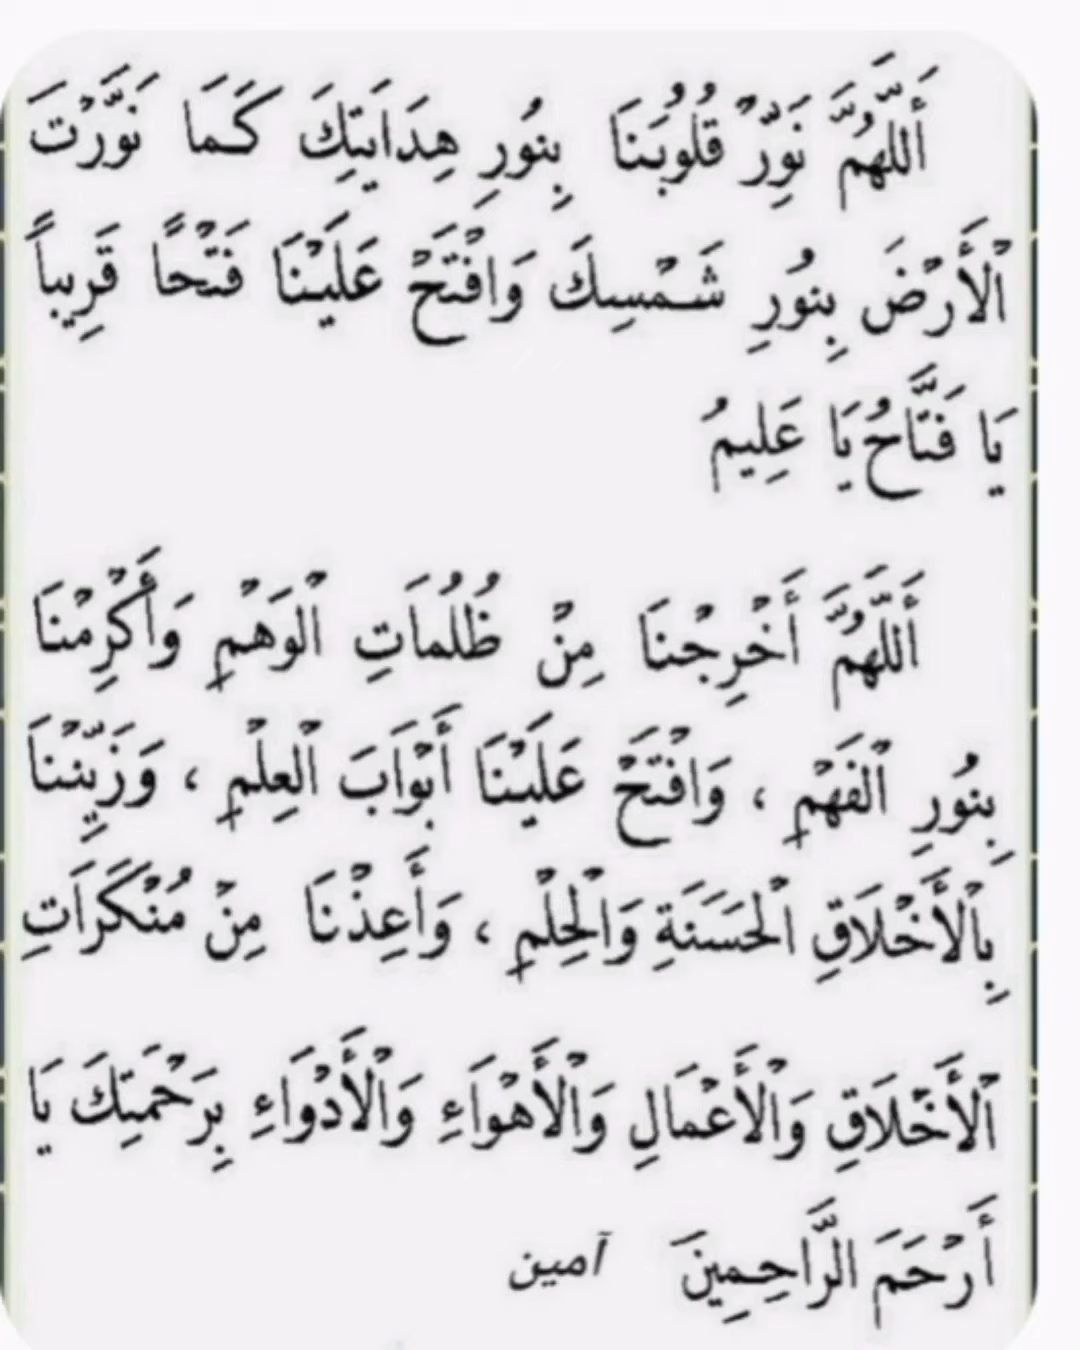 أَللّٰهُمَّ نَوِّرْ قُلُوبَنَا بِنُورِ هِدَايَتِكَ كَمَا نَوَّرْتَ
الْأَرْضَ بِنُورِ شَمْسِكَ وَافْتَحْ عَلَيْنَا فَتْحًا قَرِيباً
يَا فَتَّاحُ يَا عَلِيمُ
أَللّٰهُمَّ أَخْرِجْنَا مِنْ ظُلُمَاتِ الْوَهْمِ وَأَكْرِمْنَا
بِنُورِ الْفَهْمِ ، وَافْتَحْ عَلَيْنَا أَبْوَابَ الْعِلْمِ ، وَزَيِّنْنَا
بِالْأَخْلَاقِ الْحَسَنَةِ وَالْحِلْمِ ، وَأَعِذْنَا مِنْ مُنْكَرَاتِ
الْأَخْلَاقِ وَالْأَعْمَالِ وَالْأَهْوَاءِ وَالْأَدْوَاءِ بِرَحْمَتِكَ يَا
أَرْحَمَ الرَّاحِمِينَ آمين